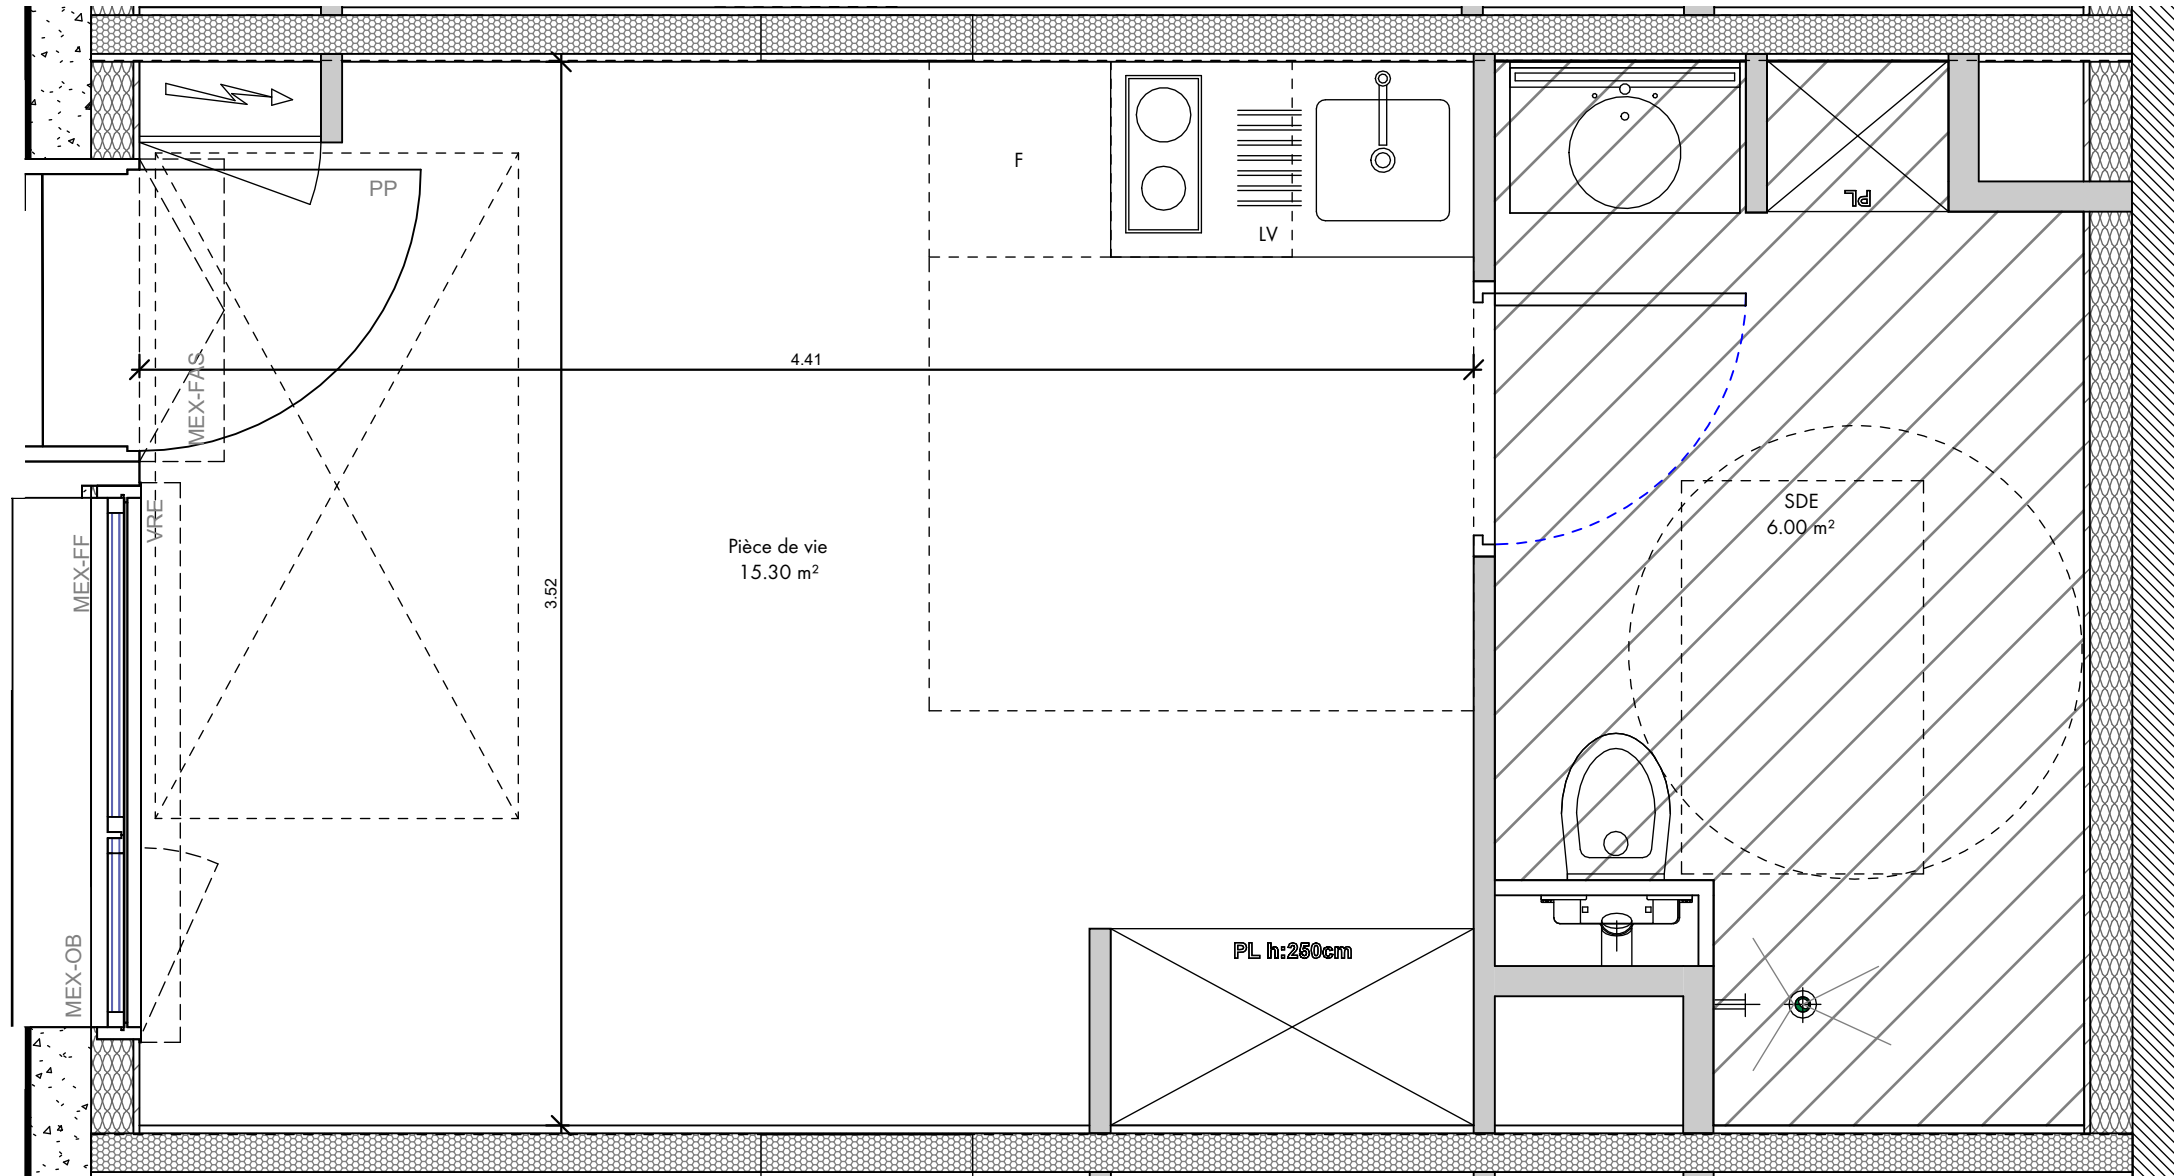 PP
F
LV
PL
4.41
MEX-FAS
VRE
MEX-FF
SDE
6.00 m²
Pièce de vie
15.30 m²
3.52
MEX-OB
PL h:250cm